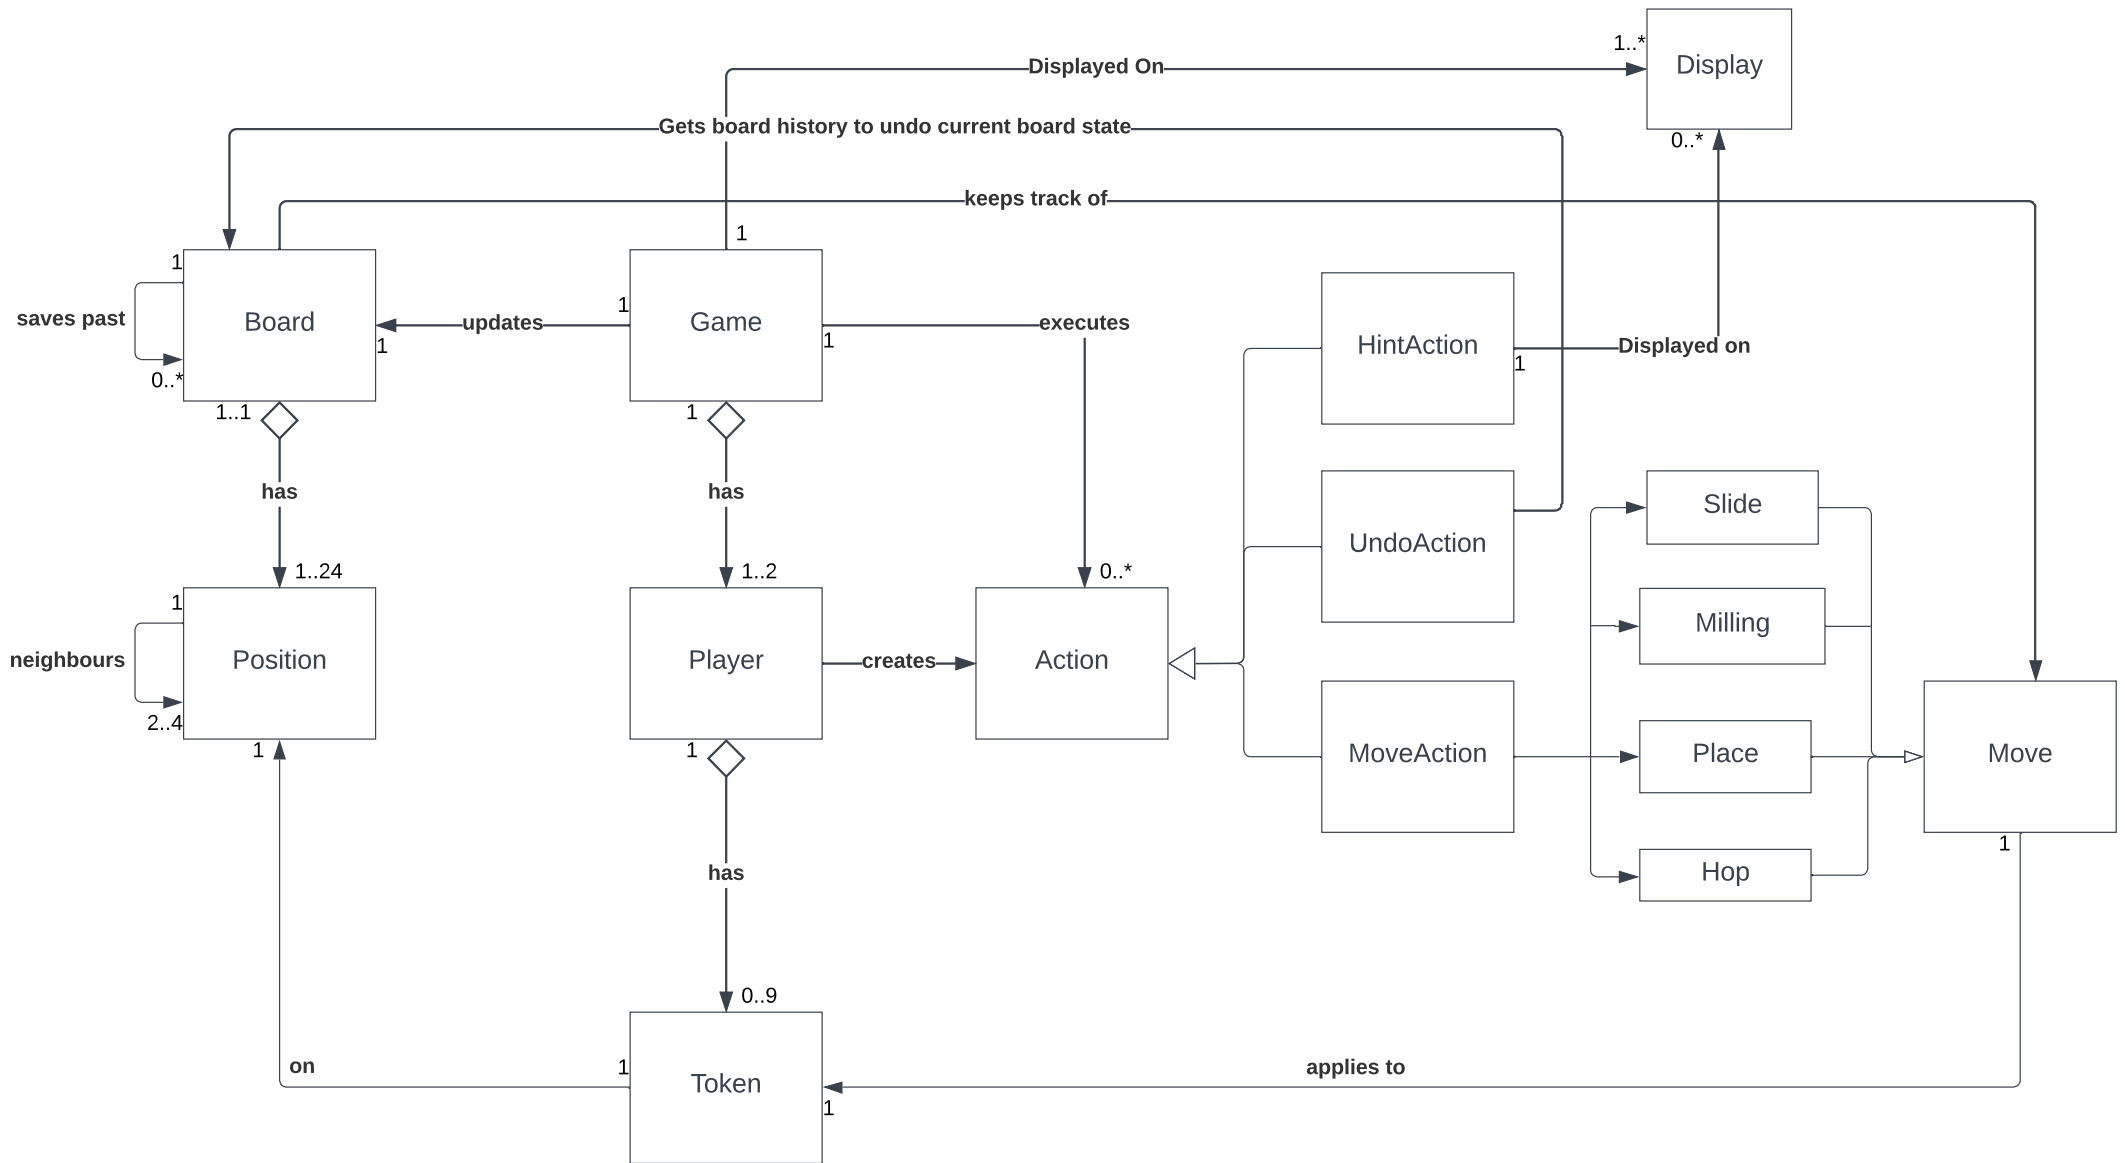 1..*
Display
Displayed On
0..*
Gets board history to undo current board state
keeps track of
1
1
saves past
Board
0..*
1..1
updates
1
1
Game
1
1
executes
HintAction
1
Displayed on
has
has
UndoAction
Slide
1..24
1..2
0..*
1
neighbours
Position
2..4
1
Player
1
creates
Action
Milling
MoveAction
Place
Move
1
Hop
has
0..9
on
1
Token
1
applies to